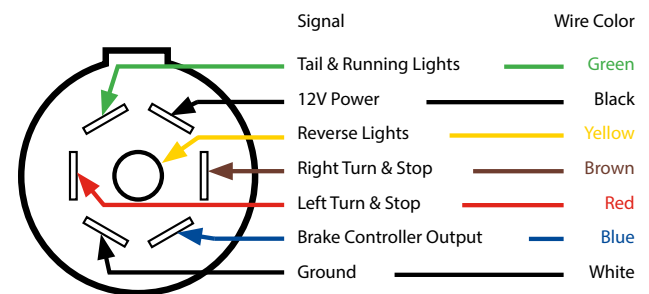 Signal Wire Color
Tail & Running Lights Green
12V Power Black
Reverse Lights Yellow
Right Turn & Stop Brown
Left Turn & Stop Red
Brake Controller Output Blue
Ground White